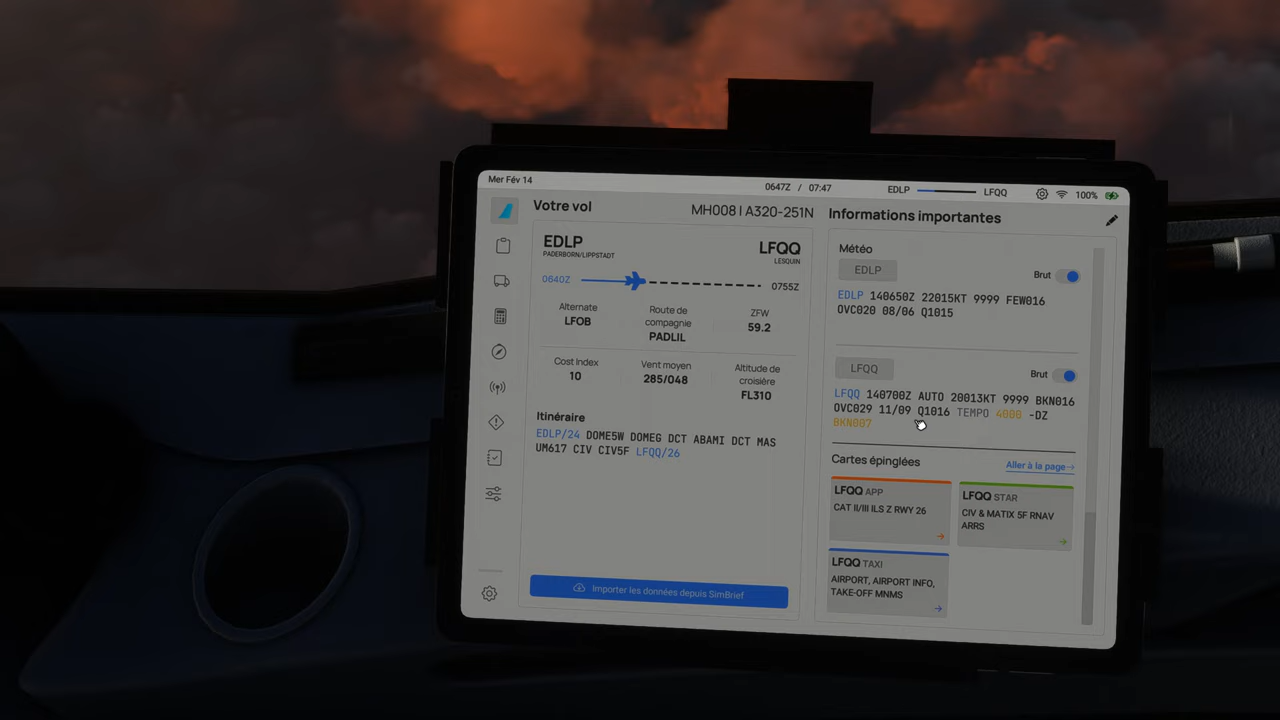 Mer Fév 14
0647Z / 07:47
EDLP LFQQ
100%
Votre vol
MH008 | A320-251N
EDLP
PADERBORN/LIPPSTADT
LFQQ
LESQUIN
0640Z
0755Z
Alternate
LFOB
Route de
compagnie
PADLIL
ZFW
59.2
Cost Index
10
Vent moyen
285/048
Altitude de
croisière
FL310
Itinéraire
EDLP/24 DOME5W DOMEG DCT ABAMI DCT MAS
UM617 CIV CIV5F LFQQ/26
Importer les données depuis SimBrief
Informations importantes
Météo
EDLP
Brut
EDLP 140650Z 22015KT 9999 FEW016
OVC020 08/06 Q1015
LFQQ
Brut
LFQQ 140700Z AUTO 20013KT 9999 BKN016
OVC029 11/09 Q1016 TEMPO 4000 -DZ
BKN007
Cartes épinglées
Aller à la page
LFQQ APP
CAT II/III ILS Z RWY 26
LFQQ STAR
CIV & MATIX 5F RNAV
ARRS
LFQQ TAXI
AIRPORT, AIRPORT INFO,
TAKE-OFF MNMS